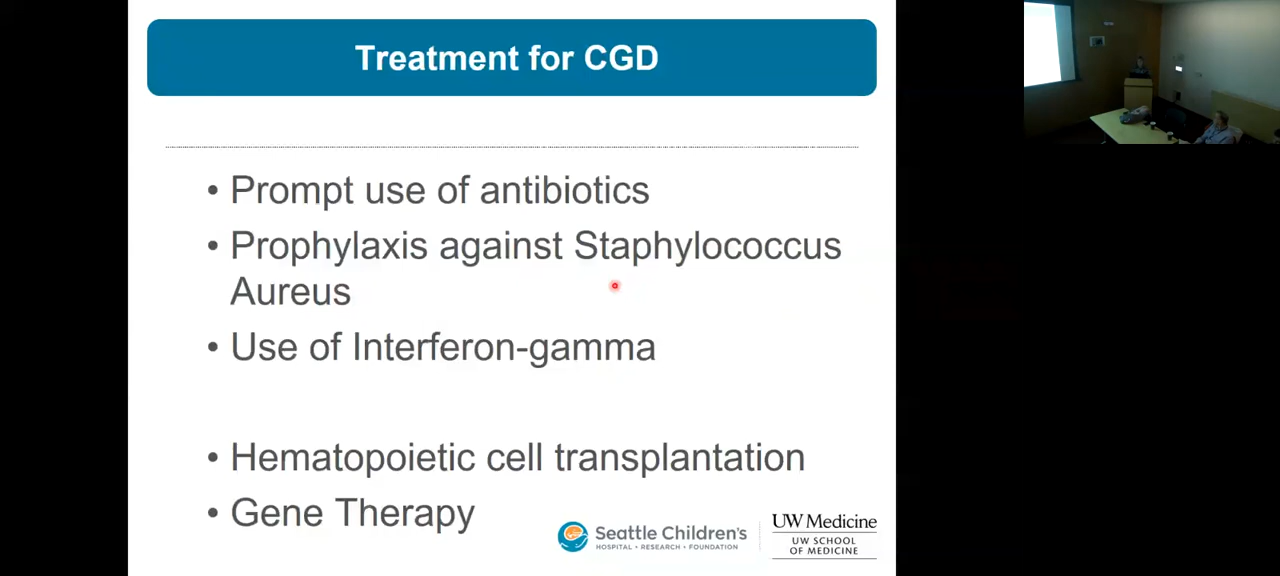 Treatment for CGD
• Prompt use of antibiotics
• Prophylaxis against Staphylococcus
Aureus
• Use of Interferon-gamma
• Hematopoietic cell transplantation
• Gene Therapy
Seattle Children's
HOSPITAL • RESEARCH • FOUNDATION
UW Medicine
UW SCHOOL
OF MEDICINE